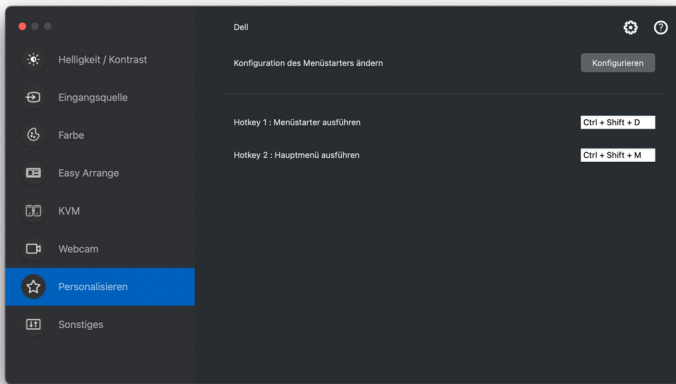 Dell
Helligkeit / Kontrast
Konfiguration des Menüstarters ändern
Konfigurieren
Eingangsquelle
Hotkey 1 : Menüstarter ausführen
Ctrl + Shift + D
Farbe
Hotkey 2 : Hauptmenü ausführen
Ctrl + Shift + M
Easy Arrange
KVM
Webcam
Personalisieren
Sonstiges